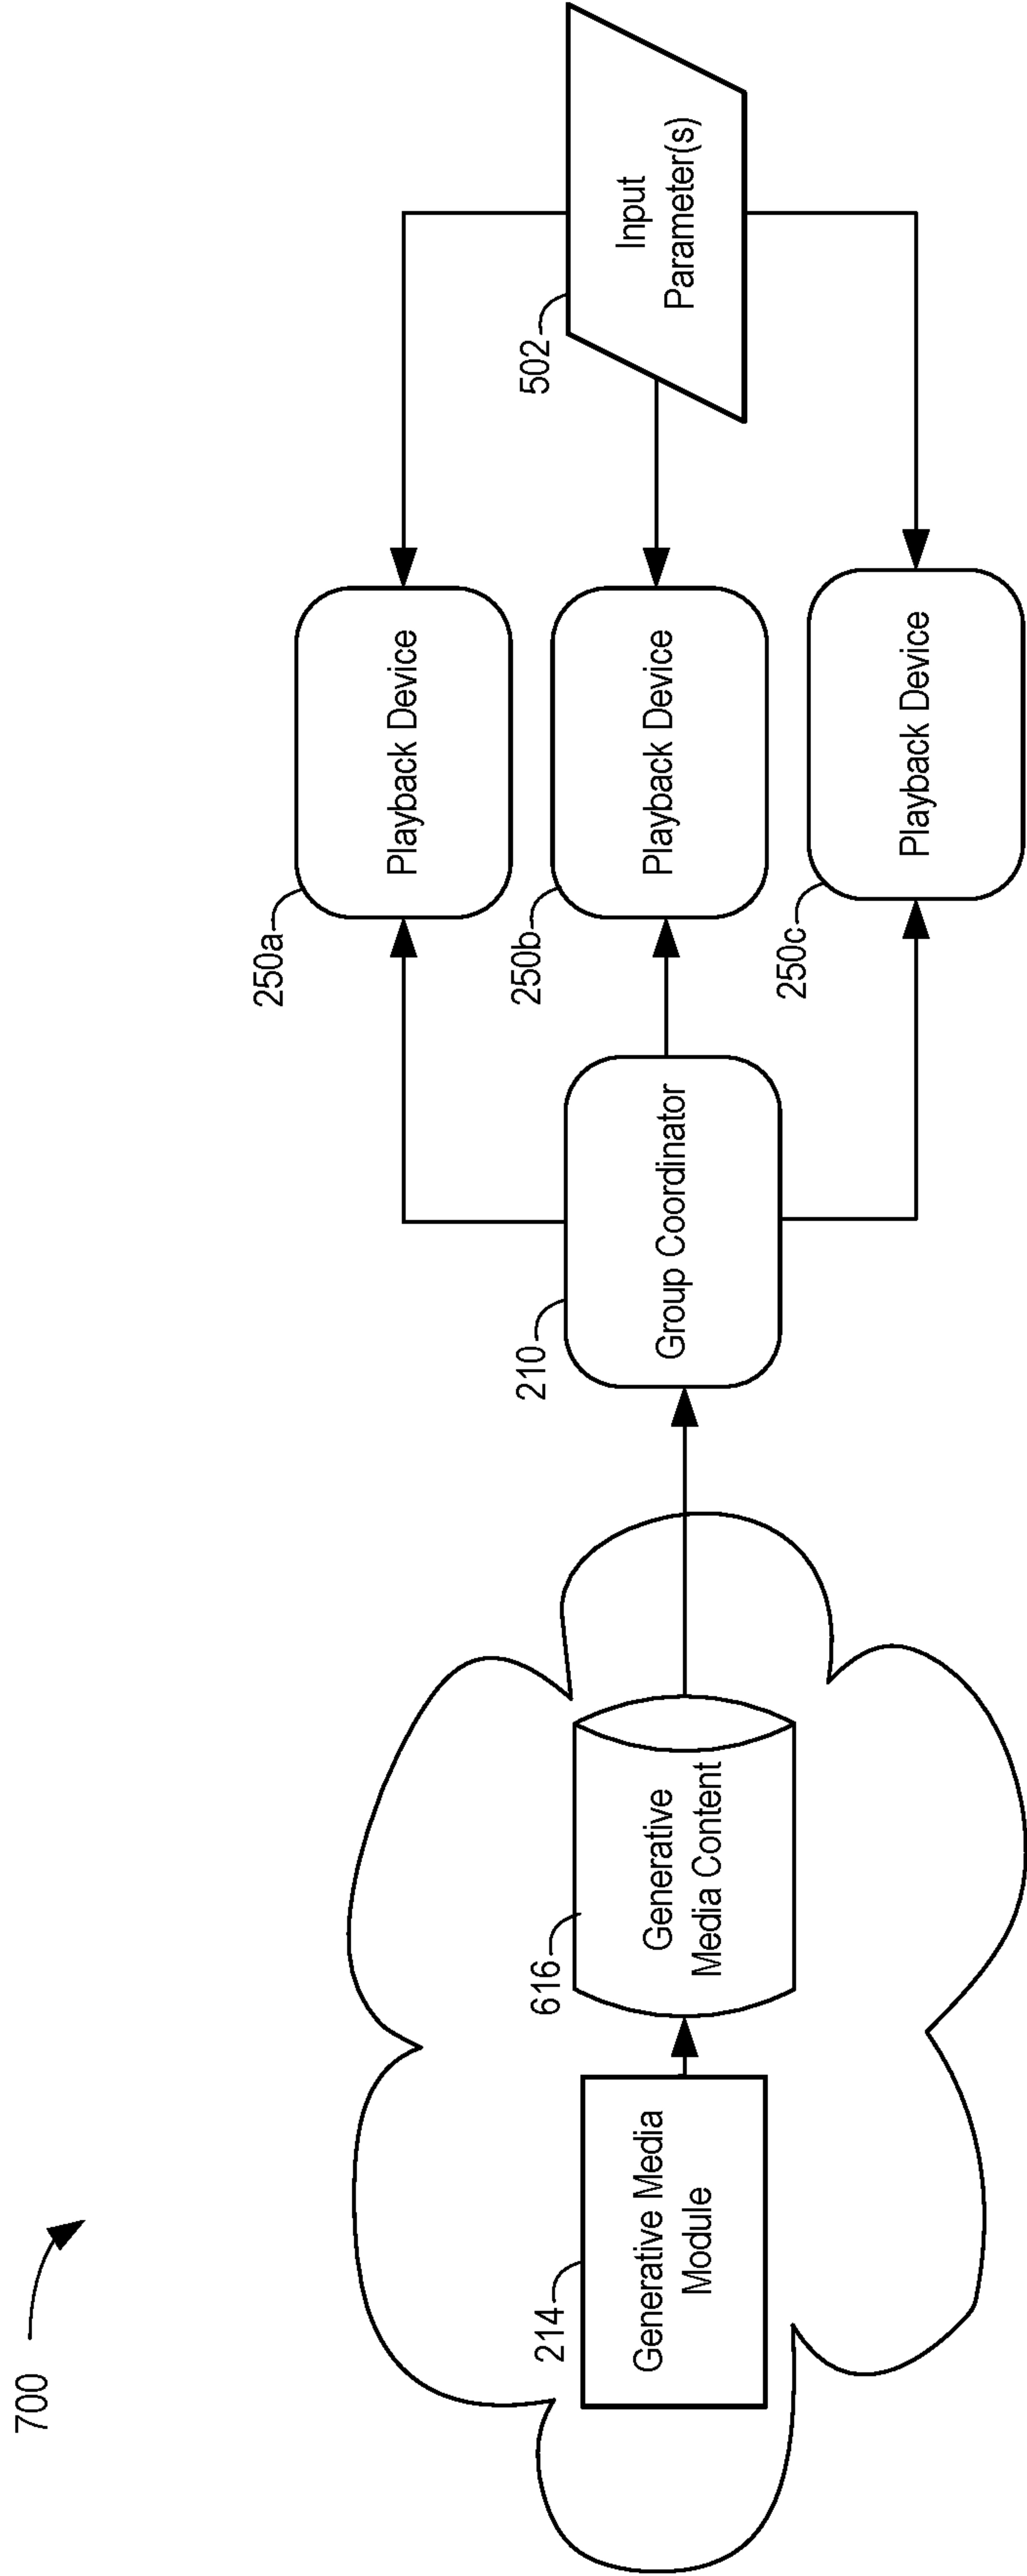 700
214
Generative Media
Module
616
Generative
Media Content
210
Group Coordinator
250a
Playback Device
250b
Playback Device
250c
Playback Device
502
Input
Parameter(s)